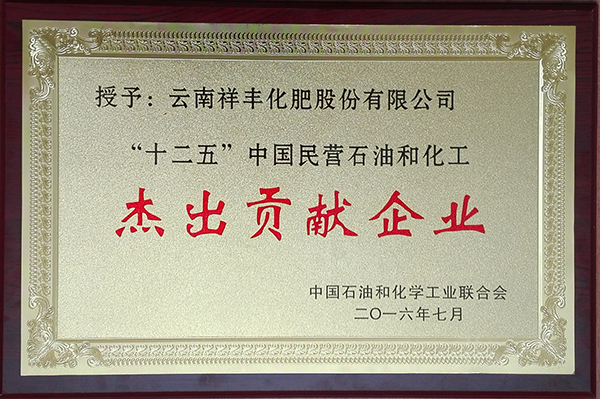 授予：云南祥丰化肥股份有限公司
“十二五”中国民营石油和化工
杰出贡献企业
中国石油和化学工业联合会
二〇一六年七月